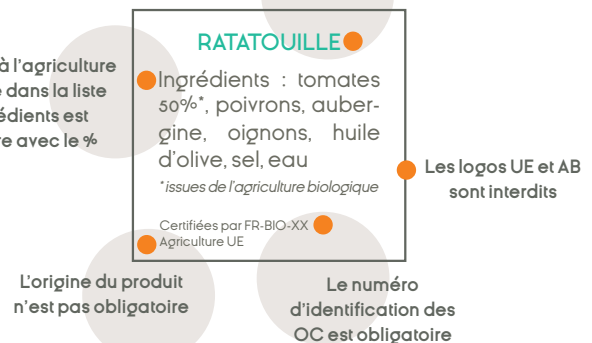 RATATOUILLE
à l'agriculture
dans la liste
édients est
avec le %
Ingrédients : tomates
50%*, poivrons, auber-
gine, oignons, huile
d'olive, sel, eau
*issues de l'agriculture biologique
Certifiées par FR-BIO-XX
Agriculture UE
Les logos UE et AB
sont interdits
L'origine du produit
n'est pas obligatoire
Le numéro
d'identification des
OC est obligatoire